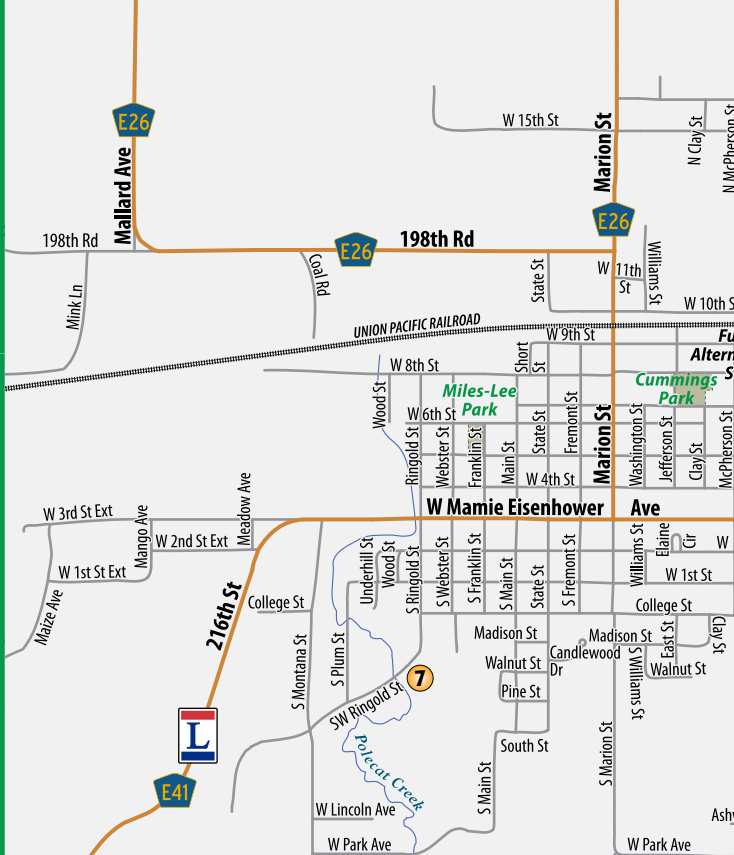 E26
Mallard Ave
W 15th St
Marion St
N Clay St
N McPherson St
E26
198th Rd
E26
198th Rd
Mink Ln
Coal Rd
State St
W 11th
St
Williams St
W 10th S
UNION PACIFIC RAILROAD
W 9th St
Short
St
Fu
Altern
S
W 8th St
Wood St
Miles-Lee
Park
Cummings
Park
W 6th St
Ringold St
Webster St
Franklin St
Main St
State St
Fremont St
Marion St
Washington St
Jefferson St
Clay St
McPherson St
W 4th St
W Mamie Eisenhower Ave
W 3rd St Ext
Mango Ave
Meadow Ave
W 2nd St Ext
W 1st St Ext
Maize Ave
216th St
College St
S Montana St
S Plum St
Underhill St
Wood St
S Ringold St
S Webster St
S Franklin St
S Main St
State St
S Fremont St
Williams St
Elaine
Cir
W
W 1st St
College St
Madison St
Madison St
Candlewood
Dr
Walnut St
Pine St
S Williams St
East St
Clay St
Walnut St
7
SW Ringold St
South St
L
E41
Polecat Creek
S Main St
S Marion St
W Lincoln Ave
Ashy
W Park Ave
W Park Ave